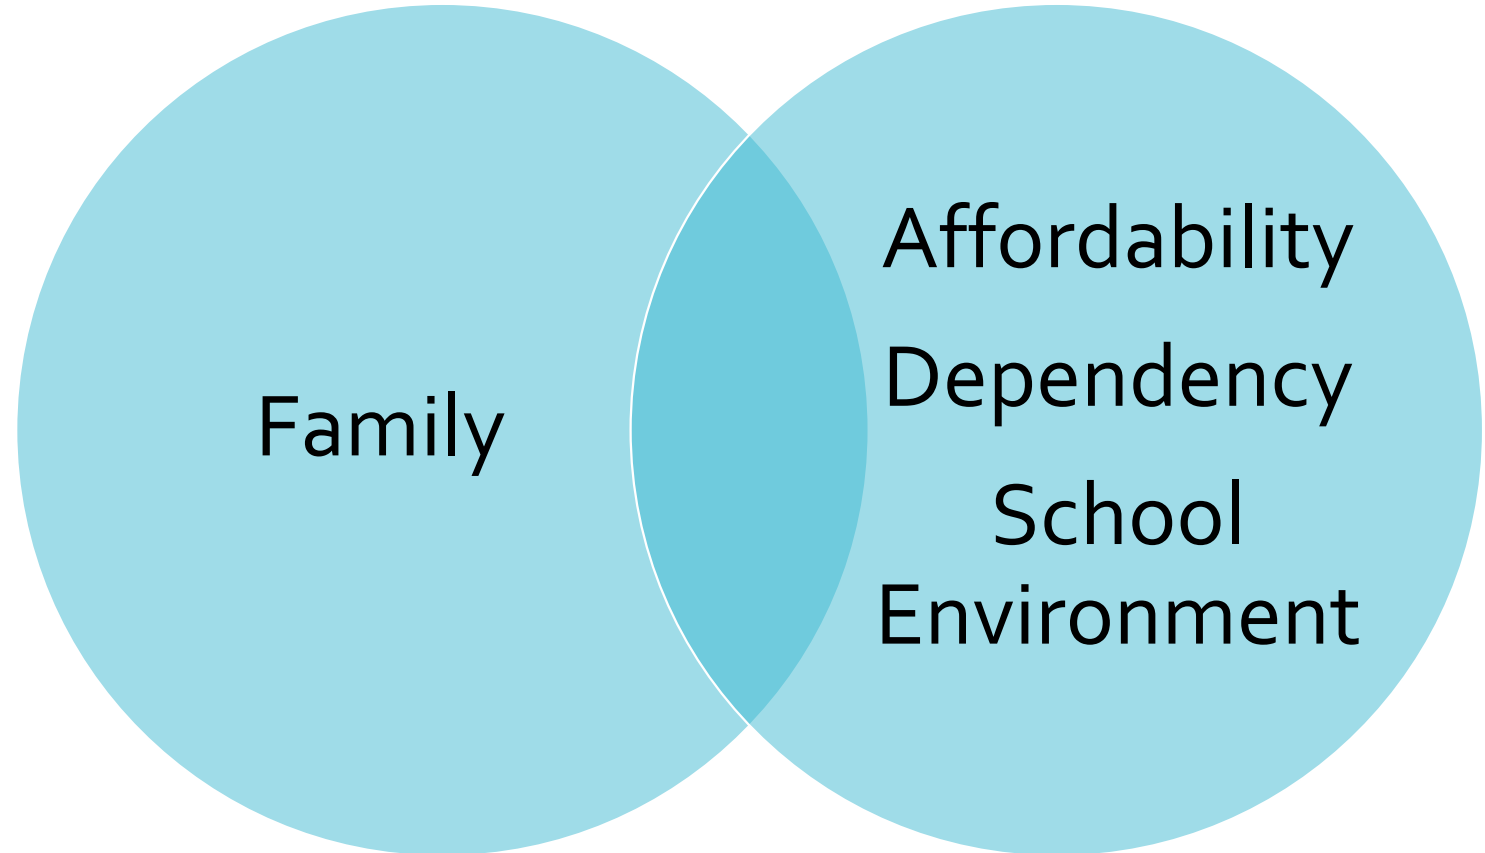 Family
Affordability
Dependency
School
Environment